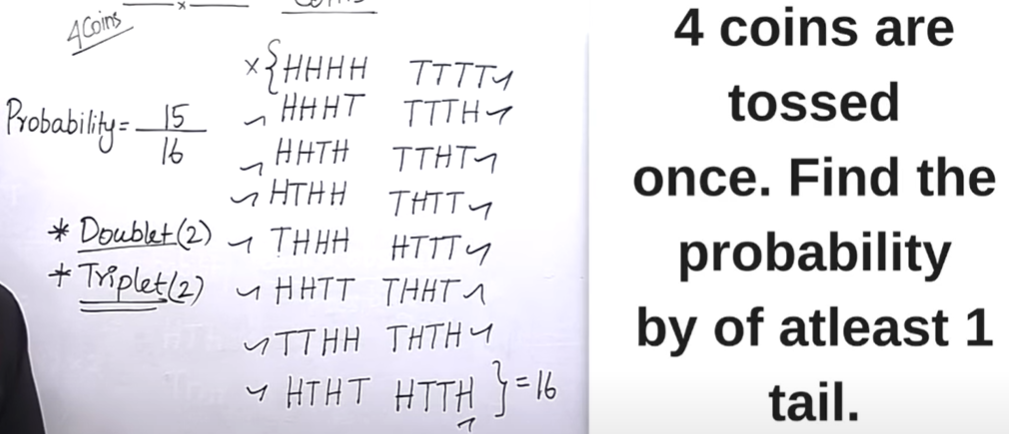 Coins
4 Coins
×{HHHH TTTT✓
Probability = 15/16
✓ HHHT TTTH ✓
✓ HHTH TTHT ✓
✓ HTHH THTT ✓
* Doublet(2)
✓ THHH HTTT ✓
* Triplet(2)
✓ HHTT THHT ✓
✓ TTHH THTH ✓
✓ HTHT HTTH } = 16
✓
4 coins are
tossed
once. Find the
probability
by of atleast 1
tail.